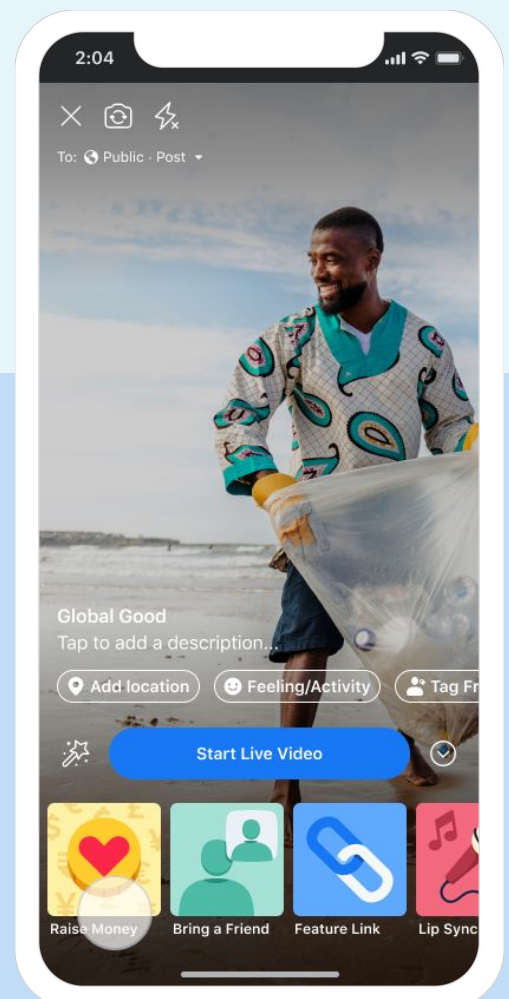 2:04
To: Public · Post
Global Good
Tap to add a description...
Add location Feeling/Activity Tag Fr
Start Live Video
Raise Money Bring a Friend Feature Link Lip Sync